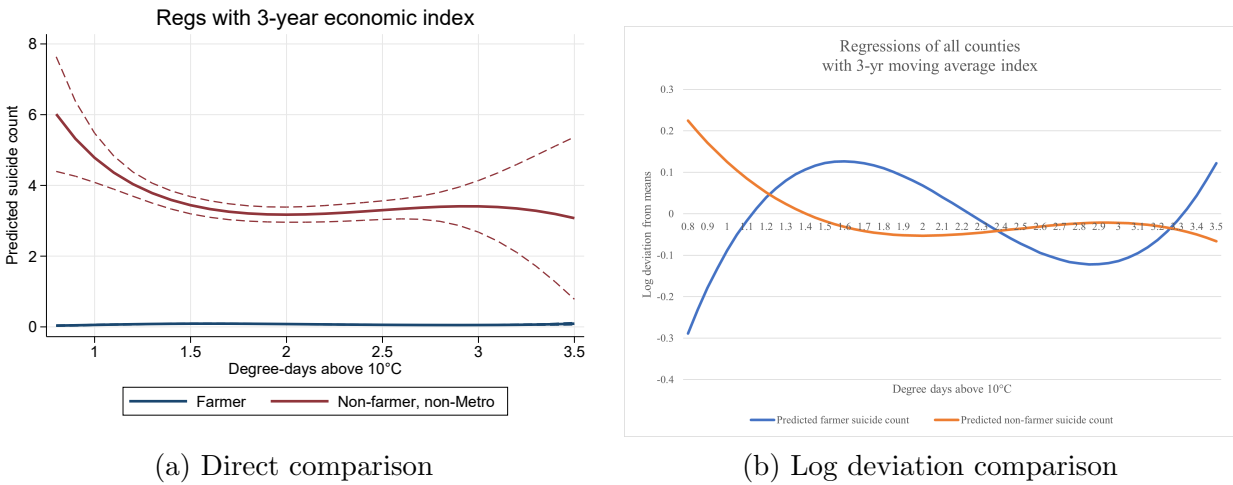 Regs with 3-year economic index
8
6
4
2
0
Predicted suicide count
1
1.5
2
2.5
3
3.5
Degree-days above 10°C
Farmer
Non-farmer, non-Metro
(a) Direct comparison
Regressions of all counties
with 3-yr moving average index
0.3
0.2
0.1
0
-0.1
-0.2
-0.3
-0.4
Log deviation from means
0.8 0.9 1 1.1 1.2 1.3 1.4 1.5 1.6 1.7 1.8 1.9 2 2.1 2.2 2.3 2.4 2.5 2.6 2.7 2.8 2.9 3 3.1 3.2 3.3 3.4 3.5
Degree days above 10°C
Predicted farmer suicide count
Predicted non-farmer suicide count
(b) Log deviation comparison